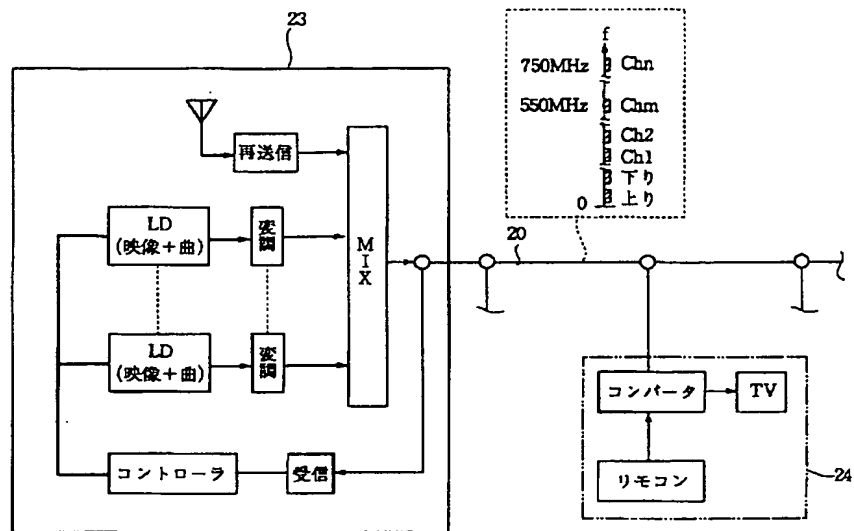 23
再送信
LD
(映像+曲)
変調
LD
(映像+曲)
変調
MIX
コントローラ
受信
f
750MHz
Chn
550MHz
Chm
Ch2
Ch1
下り
上り
0
20
コンバータ
TV
リモコン
24